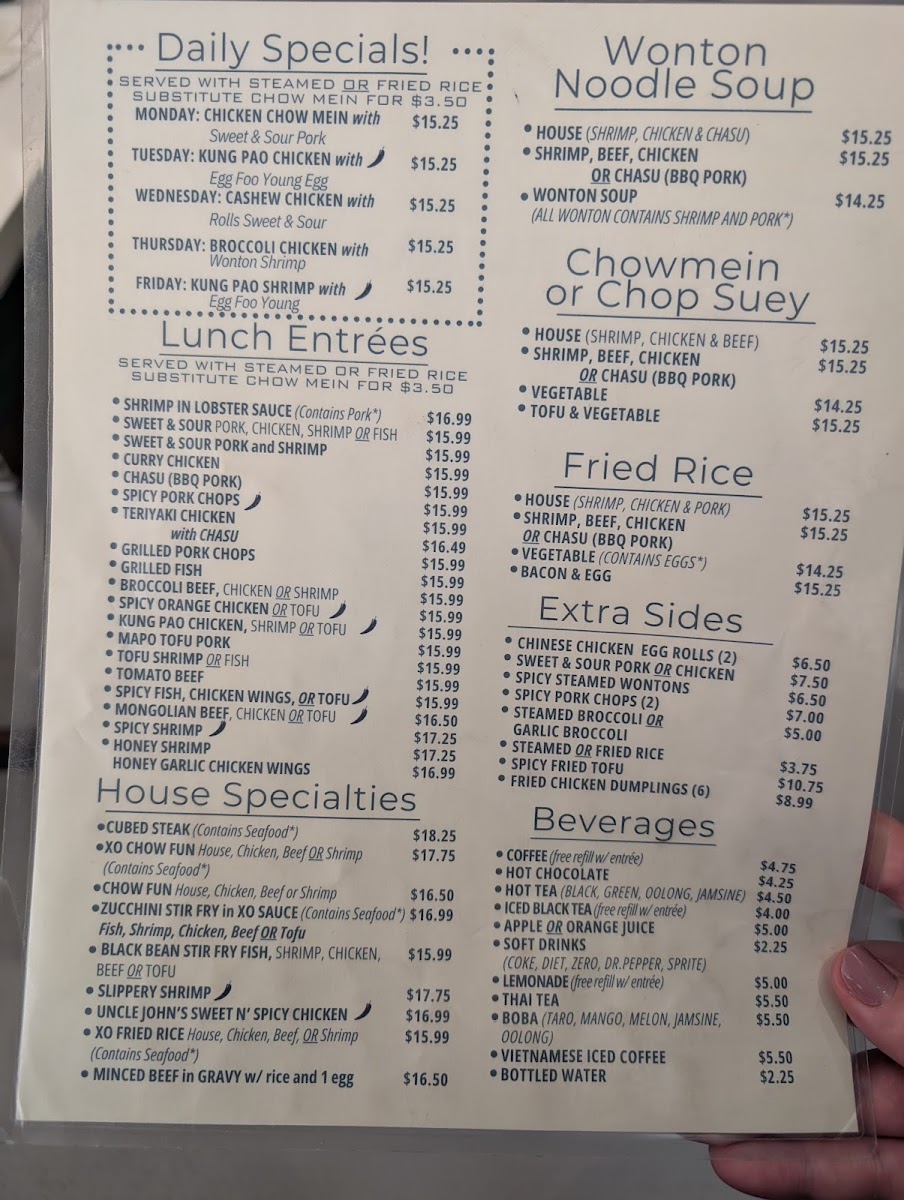 Daily Specials!
SERVED WITH STEAMED OR FRIED RICE
SUBSTITUTE CHOW MEIN FOR $3.50
MONDAY: CHICKEN CHOW MEIN with $15.25
Sweet & Sour Pork
TUESDAY: KUNG PAO CHICKEN with $15.25
Egg Foo Young Egg
WEDNESDAY: CASHEW CHICKEN with $15.25
Rolls Sweet & Sour
THURSDAY: BROCCOLI CHICKEN with $15.25
Wonton Shrimp
FRIDAY: KUNG PAO SHRIMP with $15.25
Egg Foo Young
Lunch Entrées
SERVED WITH STEAMED OR FRIED RICE
SUBSTITUTE CHOW MEIN FOR $3.50
• SHRIMP IN LOBSTER SAUCE (Contains Pork*) $16.99
• SWEET & SOUR PORK, CHICKEN, SHRIMP OR FISH $15.99
• SWEET & SOUR PORK and SHRIMP $15.99
• CURRY CHICKEN $15.99
• CHASU (BBQ PORK) $15.99
• SPICY PORK CHOPS $15.99
• TERIYAKI CHICKEN $15.99
with CHASU $16.49
• GRILLED PORK CHOPS $15.99
• GRILLED FISH $15.99
• BROCCOLI BEEF, CHICKEN OR SHRIMP $15.99
• SPICY ORANGE CHICKEN OR TOFU $15.99
• KUNG PAO CHICKEN, SHRIMP OR TOFU $15.99
• MAPO TOFU PORK $15.99
• TOFU SHRIMP OR FISH $15.99
• TOMATO BEEF $15.99
• SPICY FISH, CHICKEN WINGS, OR TOFU $15.99
• MONGOLIAN BEEF, CHICKEN OR TOFU $16.50
• SPICY SHRIMP $17.25
• HONEY SHRIMP $17.25
HONEY GARLIC CHICKEN WINGS $16.99
House Specialties
• CUBED STEAK (Contains Seafood*) $18.25
• XO CHOW FUN House, Chicken, Beef OR Shrimp $17.75
(Contains Seafood*)
• CHOW FUN House, Chicken, Beef or Shrimp $16.50
• ZUCCHINI STIR FRY in XO SAUCE (Contains Seafood*) $16.99
Fish, Shrimp, Chicken, Beef OR Tofu
• BLACK BEAN STIR FRY FISH, SHRIMP, CHICKEN, $15.99
BEEF OR TOFU
• SLIPPERY SHRIMP $17.75
• UNCLE JOHN'S SWEET N' SPICY CHICKEN $16.99
• XO FRIED RICE House, Chicken, Beef, OR Shrimp $15.99
(Contains Seafood*)
• MINCED BEEF in GRAVY w/ rice and 1 egg $16.50
Wonton
Noodle Soup
• HOUSE (SHRIMP, CHICKEN & CHASU) $15.25
• SHRIMP, BEEF, CHICKEN $15.25
OR CHASU (BBQ PORK)
• WONTON SOUP $14.25
(ALL WONTON CONTAINS SHRIMP AND PORK*)
Chowmein
or Chop Suey
• HOUSE (SHRIMP, CHICKEN & BEEF) $15.25
• SHRIMP, BEEF, CHICKEN $15.25
OR CHASU (BBQ PORK)
• VEGETABLE $14.25
• TOFU & VEGETABLE $15.25
Fried Rice
• HOUSE (SHRIMP, CHICKEN & PORK) $15.25
• SHRIMP, BEEF, CHICKEN $15.25
OR CHASU (BBQ PORK)
• VEGETABLE (CONTAINS EGGS*) $14.25
• BACON & EGG $15.25
Extra Sides
• CHINESE CHICKEN EGG ROLLS (2) $6.50
• SWEET & SOUR PORK OR CHICKEN $7.50
• SPICY STEAMED WONTONS $6.50
• SPICY PORK CHOPS (2) $7.00
• STEAMED BROCCOLI OR $5.00
GARLIC BROCCOLI
• STEAMED OR FRIED RICE $3.75
• SPICY FRIED TOFU $10.75
• FRIED CHICKEN DUMPLINGS (6) $8.99
Beverages
• COFFEE (free refill w/ entrée) $4.75
• HOT CHOCOLATE $4.25
• HOT TEA (BLACK, GREEN, OOLONG, JAMSINE) $4.50
• ICED BLACK TEA (free refill w/ entrée) $4.00
• APPLE OR ORANGE JUICE $5.00
• SOFT DRINKS $2.25
(COKE, DIET, ZERO, DR.PEPPER, SPRITE)
• LEMONADE (free refill w/ entrée) $5.00
• THAI TEA $5.50
• BOBA (TARO, MANGO, MELON, JAMSINE, $5.50
OOLONG)
• VIETNAMESE ICED COFFEE $5.50
• BOTTLED WATER $2.25